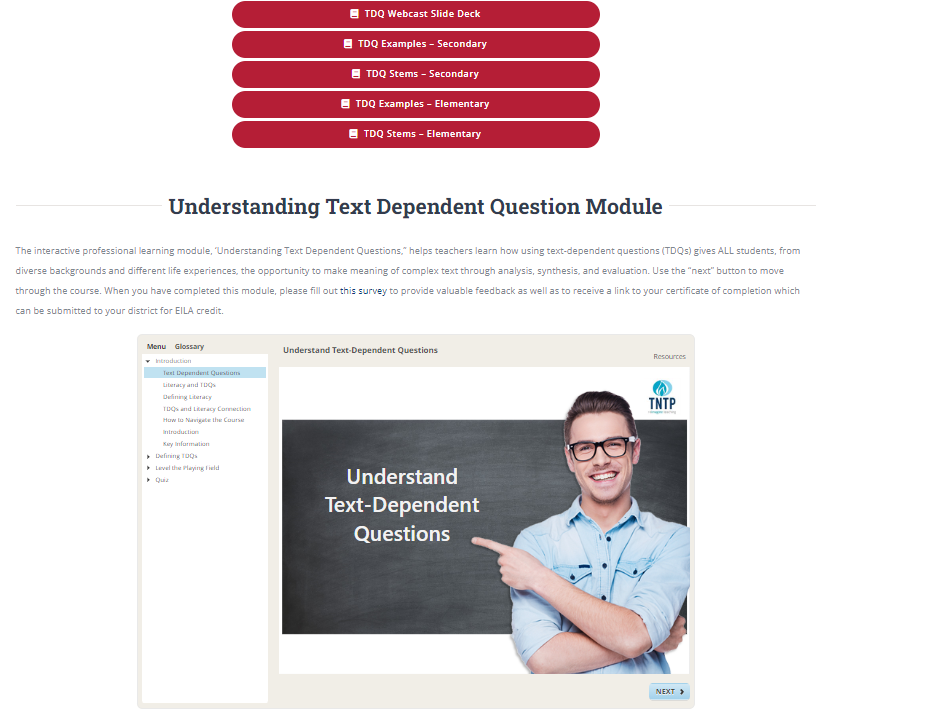 TDQ Webcast Slide Deck
TDQ Examples – Secondary
TDQ Stems – Secondary
TDQ Examples – Elementary
TDQ Stems – Elementary
Understanding Text Dependent Question Module
The interactive professional learning module, ‘Understanding Text Dependent Questions,” helps teachers learn how using text-dependent questions (TDQs) gives ALL students, from
diverse backgrounds and different life experiences, the opportunity to make meaning of complex text through analysis, synthesis, and evaluation. Use the “next” button to move
through the course. When you have completed this module, please fill out this survey to provide valuable feedback as well as to receive a link to your certificate of completion which
can be submitted to your district for EILA credit.
Menu Glossary
Understand Text-Dependent Questions
Resources
Introduction
Text Dependent Questions
Literacy and TDQs
Defining Literacy
TDQs and Literacy Connection
How to Navigate the Course
Introduction
Key Information
Defining TDQs
Level the Playing Field
Quiz
TNTP
Understand
Text-Dependent
Questions
NEXT